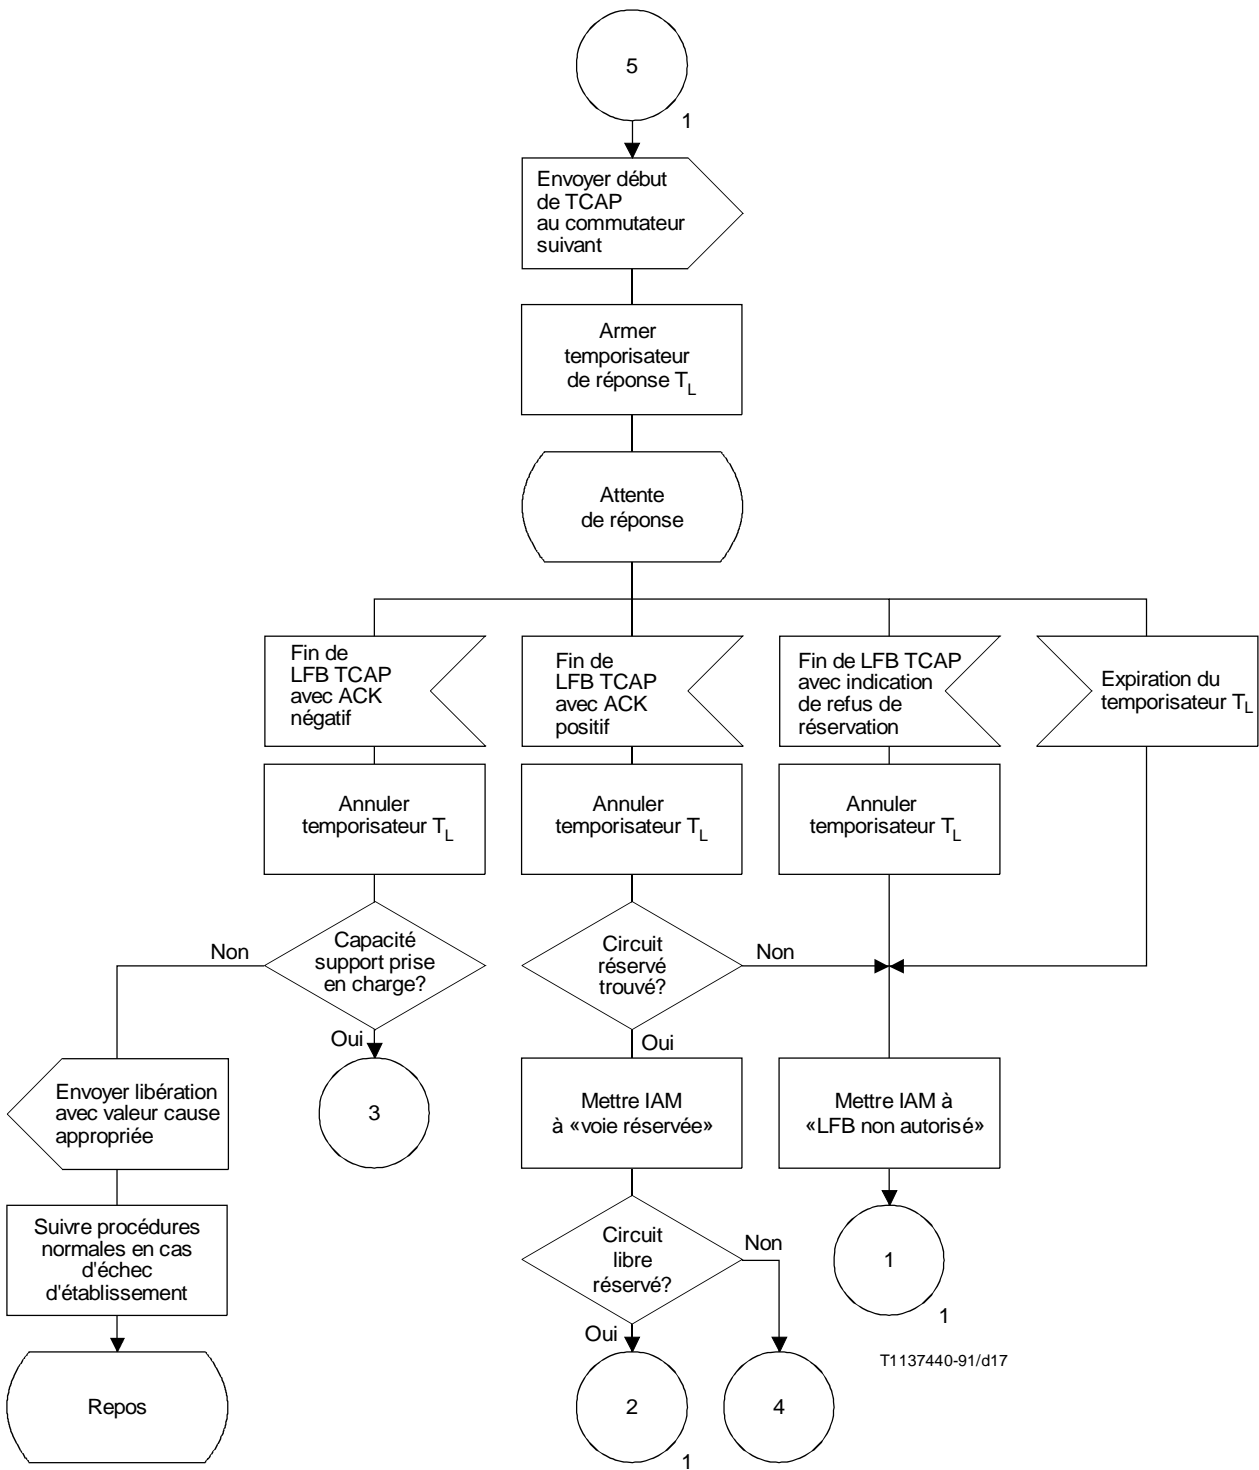 5
1
Envoyer début
de TCAP
au commutateur
suivant
Armer
temporisateur
de réponse TL
Attente
de réponse
Fin de
LFB TCAP
avec ACK
négatif
Fin de
LFB TCAP
avec ACK
positif
Fin de LFB TCAP
avec indication
de refus de
réservation
Expiration du
temporisateur TL
Annuler
temporisateur TL
Annuler
temporisateur TL
Annuler
temporisateur TL
Non
Capacité
support prise
en charge?
Oui
Circuit
réservé
trouvé?
Non
Oui
Envoyer libération
avec valeur cause
appropriée
3
Mettre IAM
à «voie réservée»
Mettre IAM à
«LFB non autorisé»
Suivre procédures
normales en cas
d'échec
d'établissement
Circuit
libre
réservé?
Non
Oui
1
1
Repos
2
1
4
T1137440-91/d17